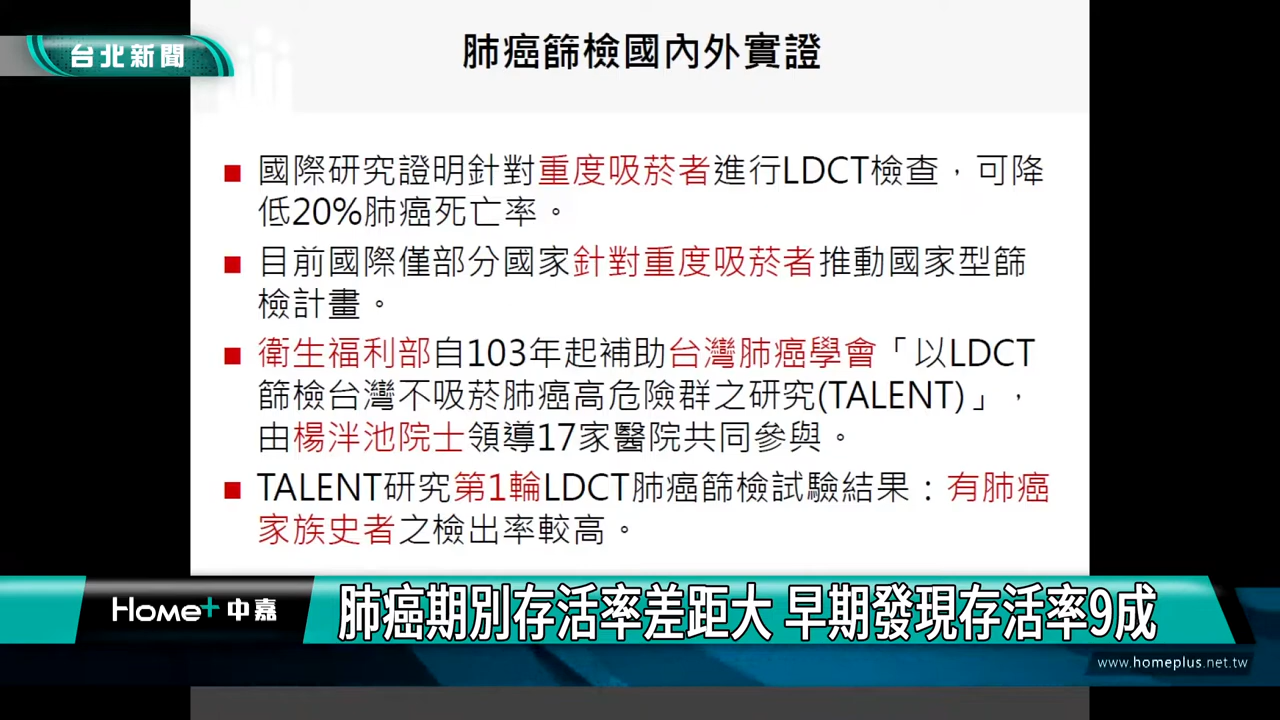 台北新聞
肺癌篩檢國內外實證
國際研究證明針對重度吸菸者進行LDCT檢查，可降
低20%肺癌死亡率。
目前國際僅部分國家針對重度吸菸者推動國家型篩
檢計畫。
衛生福利部自103年起補助台灣肺癌學會「以LDCT
篩檢台灣不吸菸肺癌高危險群之研究(TALENT)」，
由楊泮池院士領導17家醫院共同參與。
TALENT研究第1輪LDCT肺癌篩檢試驗結果：有肺癌
家族史者之檢出率較高。
Home+中嘉
肺癌期別存活率差距大 早期發現存活率9成
www.homeplus.net.tw